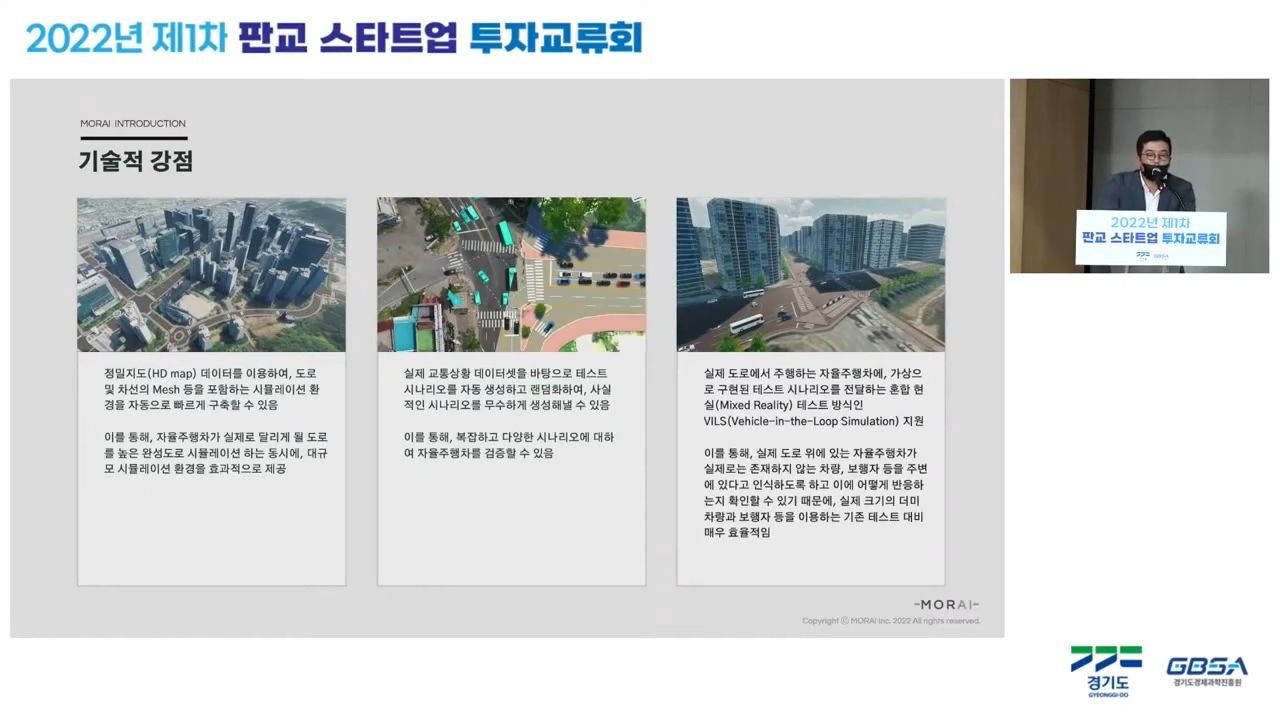 2022년 제1차 판교 스타트업 투자교류회
MORAI INTRODUCTION
기술적 강점
정밀지도(HD map) 데이터를 이용하여, 도로
및 차선의 Mesh 등을 포함하는 시뮬레이션 환
경을 자동으로 빠르게 구축할 수 있음
이를 통해, 자율주행차가 실제로 달리게 될 도로
를 높은 완성도로 시뮬레이션 하는 동시에, 대규
모 시뮬레이션 환경을 효과적으로 제공
실제 교통상황 데이터셋을 바탕으로 테스트
시나리오를 자동 생성하고 랜덤화하여, 사실
적인 시나리오를 무수하게 생성해낼 수 있음
이를 통해, 복잡하고 다양한 시나리오에 대하
여 자율주행차를 검증할 수 있음
실제 도로에서 주행하는 자율주행차에, 가상으
로 구현된 테스트 시나리오를 전달하는 혼합 현
실(Mixed Reality) 테스트 방식인
VILS(Vehicle-in-the-Loop Simulation) 지원
이를 통해, 실제 도로 위에 있는 자율주행차가
실제로는 존재하지 않는 차량, 보행자 등을 주변
에 있다고 인식하도록 하고 이에 어떻게 반응하
는지 확인할 수 있기 때문에, 실제 크기의 더미
차량과 보행자 등을 이용하는 기존 테스트 대비
매우 효율적임
-MORAI-
Copyright ⓒ MORAI Inc. 2022 All rights reserved.
2022년 제1차
판교 스타트업 투자교류회
경기도
GYEONGGI-DO
GBSA
경기도경제과학진흥원